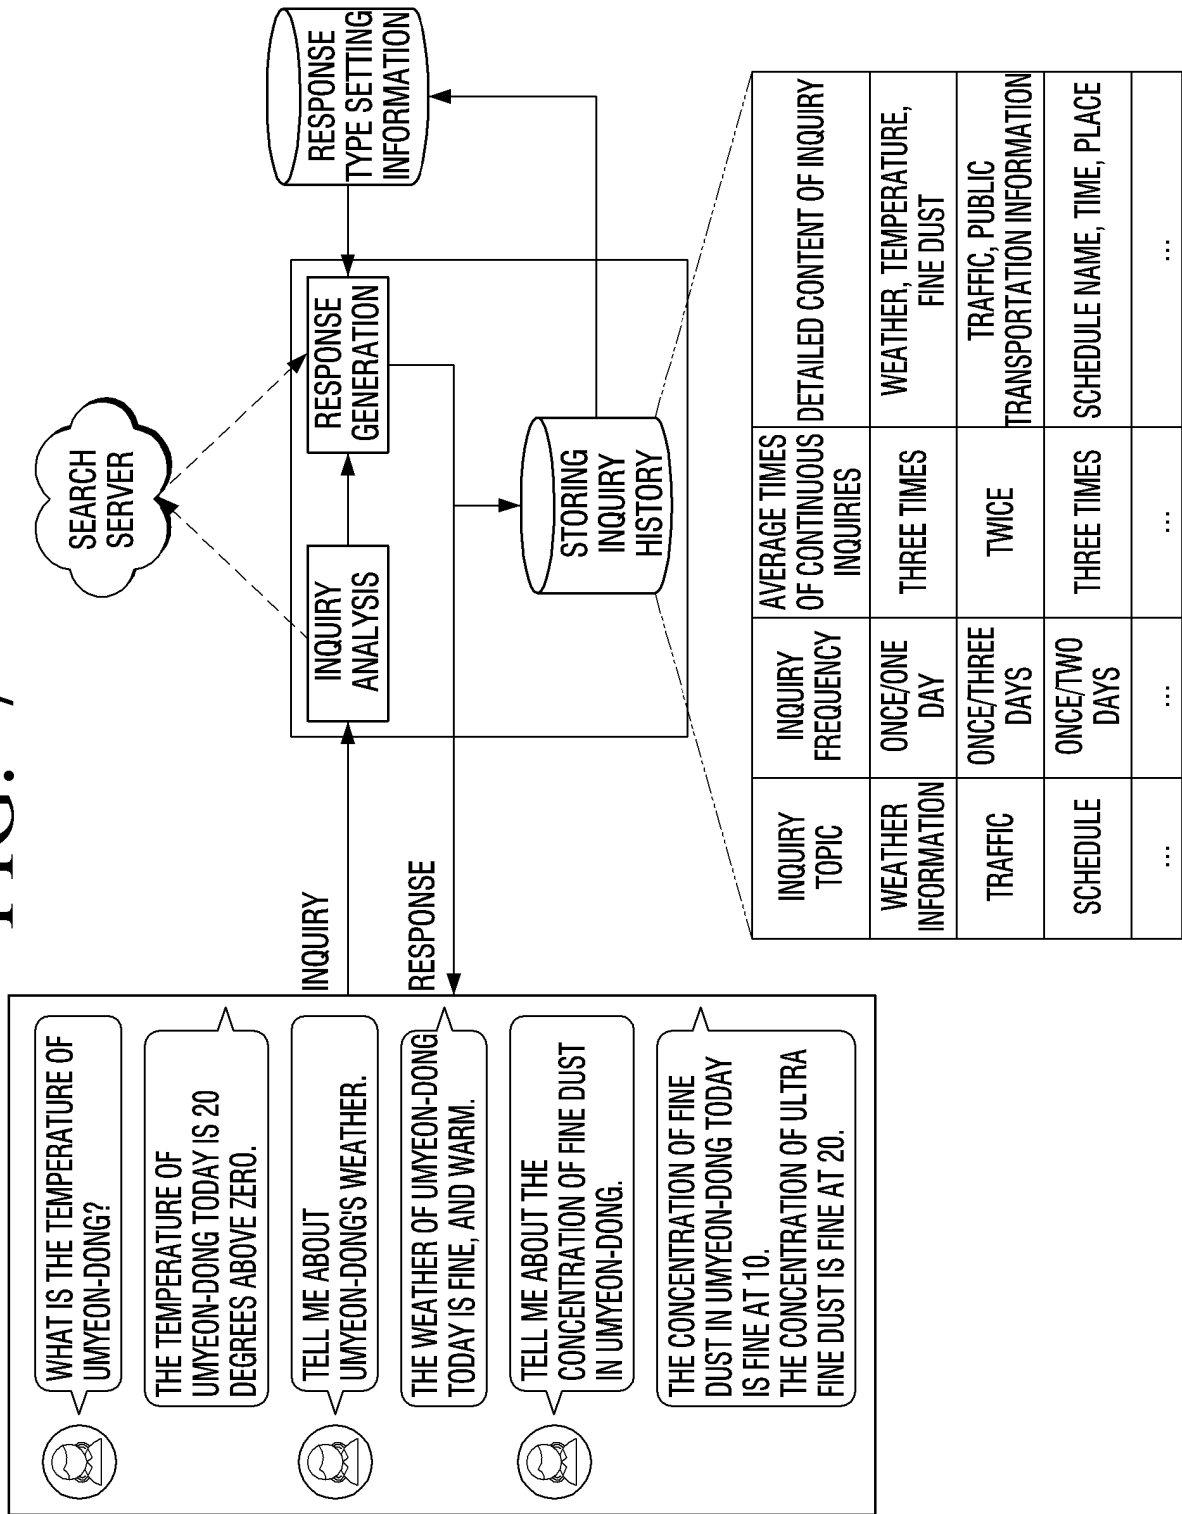 FIG. 7
WHAT IS THE TEMPERATURE OF
UMYEON-DONG?
THE TEMPERATURE OF
UMYEON-DONG TODAY IS 20
DEGREES ABOVE ZERO.
TELL ME ABOUT
UMYEON-DONG'S WEATHER.
THE WEATHER OF UMYEON-DONG
TODAY IS FINE, AND WARM.
TELL ME ABOUT THE
CONCENTRATION OF FINE DUST
IN UMYEON-DONG.
THE CONCENTRATION OF FINE
DUST IN UMYEON-DONG TODAY
IS FINE AT 10.
THE CONCENTRATION OF ULTRA
FINE DUST IS FINE AT 20.
INQUIRY
RESPONSE
SEARCH
SERVER
INQUIRY
ANALYSIS
RESPONSE
GENERATION
RESPONSE
TYPE SETTING
INFORMATION
STORING
INQUIRY
HISTORY
INQUIRY
TOPIC
INQUIRY
FREQUENCY
AVERAGE TIMES
OF CONTINUOUS
INQUIRIES
DETAILED CONTENT OF INQUIRY
WEATHER
INFORMATION
ONCE/ONE
DAY
THREE TIMES
WEATHER, TEMPERATURE,
FINE DUST
TRAFFIC
ONCE/THREE
DAYS
TWICE
TRAFFIC, PUBLIC
TRANSPORTATION INFORMATION
SCHEDULE
ONCE/TWO
DAYS
THREE TIMES
SCHEDULE NAME, TIME, PLACE
...
...
...
...